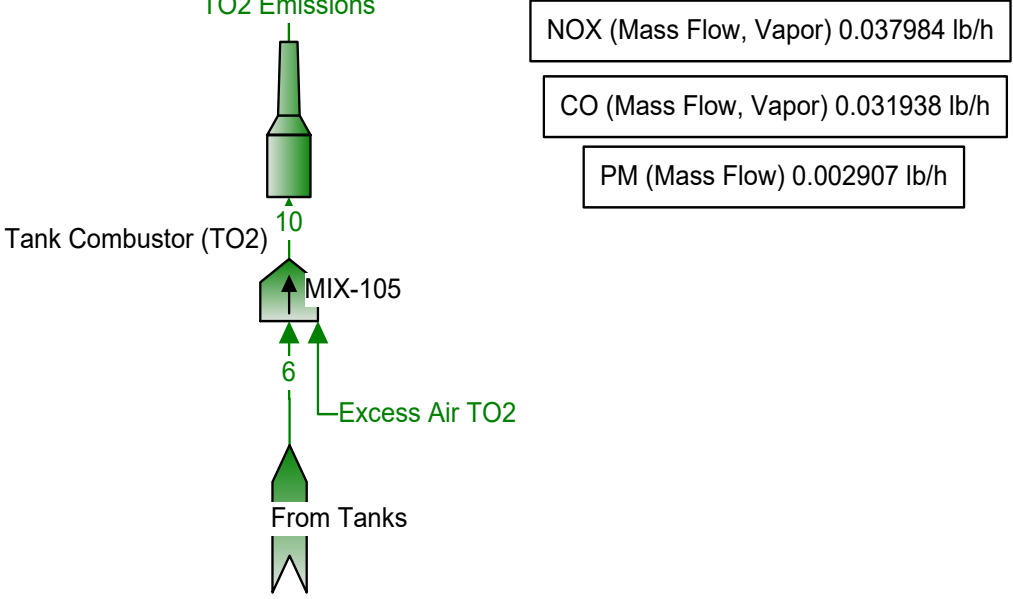 TO2 Emissions
NOX (Mass Flow, Vapor) 0.037984 lb/h
CO (Mass Flow, Vapor) 0.031938 lb/h
PM (Mass Flow) 0.002907 lb/h
10
Tank Combustor (TO2)
MIX-105
6
Excess Air TO2
From Tanks